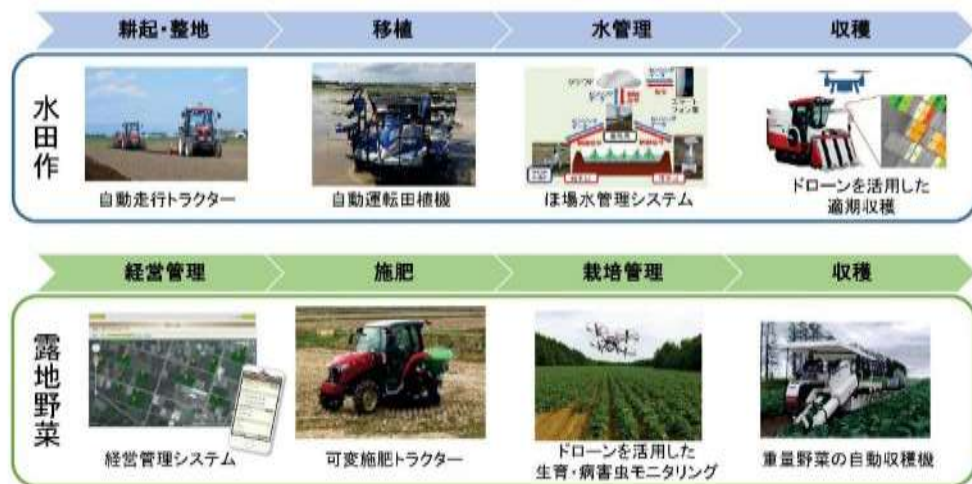 耕起・整地
移植
水管理
収穫
水田作
自動走行トラクター
自動運転田植機
ほ場水管理システム
ドローンを活用した
適期収穫
経営管理
施肥
栽培管理
収穫
露地野菜
経営管理システム
可変施肥トラクター
ドローンを活用した
生育・病害虫モニタリング
重量野菜の自動収穫機